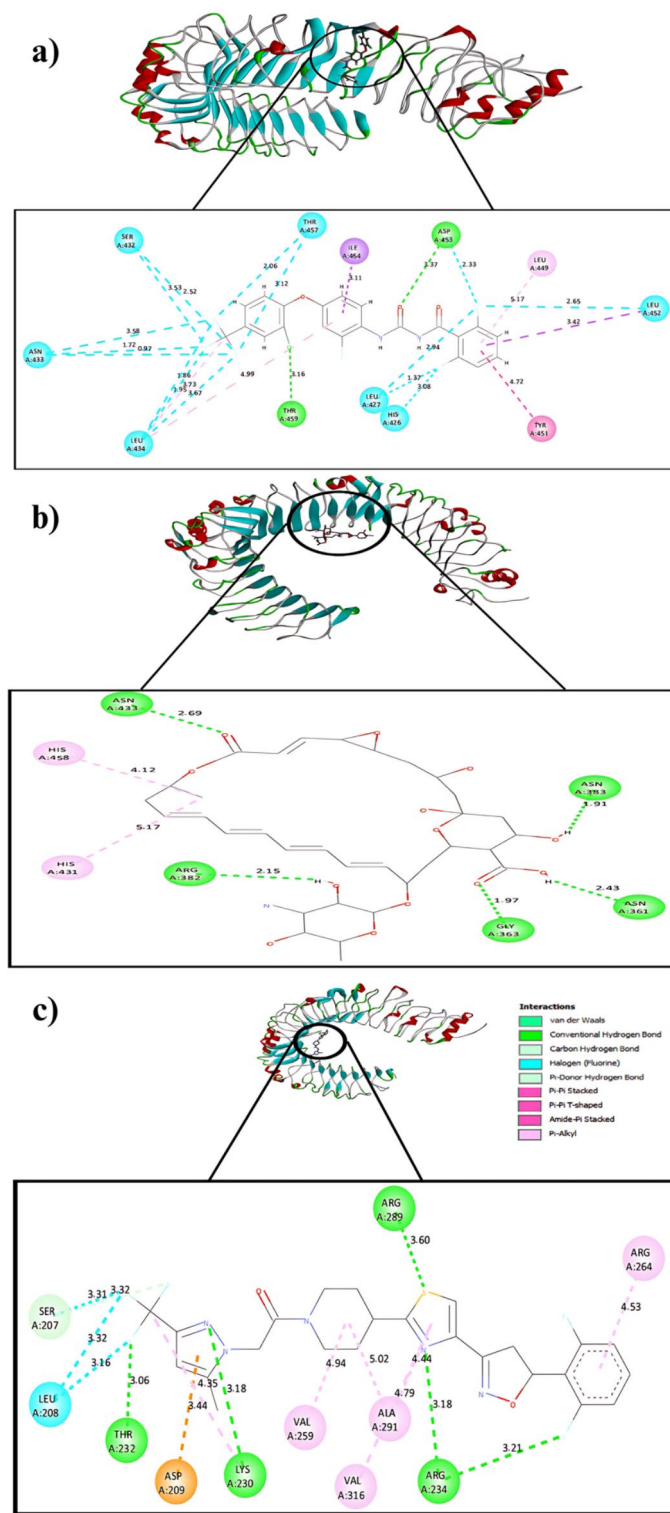 a)
SER
A:432
THR
A:457
ILE
A:454
ASP
A:453
LEU
A:449
LEU
A:452
ASN
A:433
LEU
A:434
THR
A:459
LEU
A:427
HIS
A:426
TYR
A:451
2.06
3.12
3.53
2.52
3.11
3.37
2.33
5.17
2.65
3.42
3.58
1.72
0.97
1.86
3.73
1.95
3.67
4.99
3.16
2.94
1.37
3.08
4.72
O
H
H
H
H
H
H
H
H
b)
ASN
A:433
2.69
HIS
A:458
4.12
5.17
HIS
A:431
ARG
A:382
2.15
1.91
2.43
ASN
A:361
1.97
GLY
A:363
c)
Interactions
van der Waals
Conventional Hydrogen Bond
Carbon Hydrogen Bond
Halogen (Fluorine)
Pi-Donor Hydrogen Bond
Pi-Pi Stacked
Pi-Pi T-shaped
Amide-Pi Stacked
Pi-Alkyl
ARG
A:289
3.60
ARG
A:264
4.53
SER
A:207
3.31
3.32
3.32
3.16
LEU
A:208
3.06
THR
A:232
4.35
3.44
3.18
ASP
A:209
LYS
A:230
4.94
5.02
4.44
4.79
3.18
3.21
VAL
A:259
ALA
A:291
VAL
A:316
ARG
A:234